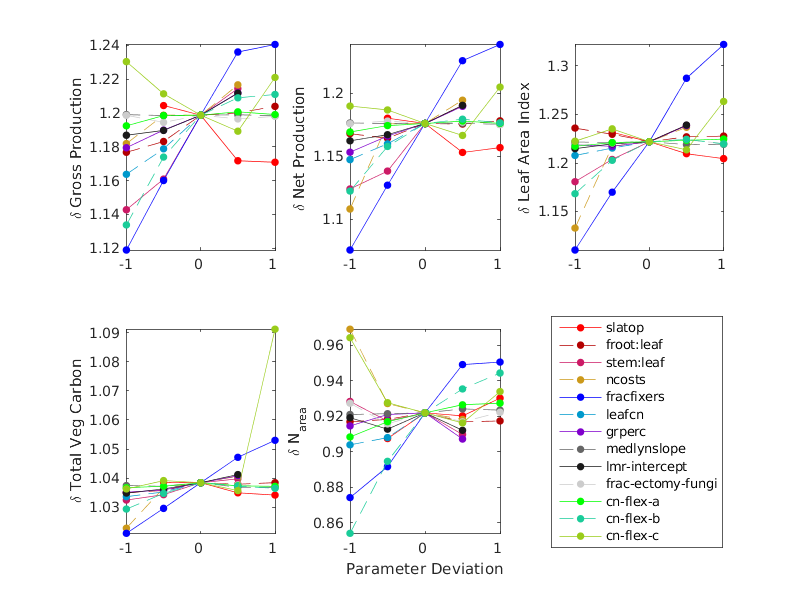 1.24
1.22
1.2
1.18
1.16
1.14
1.12
δ Gross Production
-1
0
1
1.2
1.15
1.1
δ Net Production
-1
0
1
1.3
1.25
1.2
1.15
δ Leaf Area Index
-1
0
1
1.09
1.08
1.07
1.06
1.05
1.04
1.03
δ Total Veg Carbon
-1
0
1
0.96
0.94
0.92
0.9
0.88
0.86
δ N_area
-1
0
1
Parameter Deviation
slatop
froot:leaf
stem:leaf
ncosts
fracfixers
leafcn
grperc
medlynslope
lmr-intercept
frac-ectomy-fungi
cn-flex-a
cn-flex-b
cn-flex-c